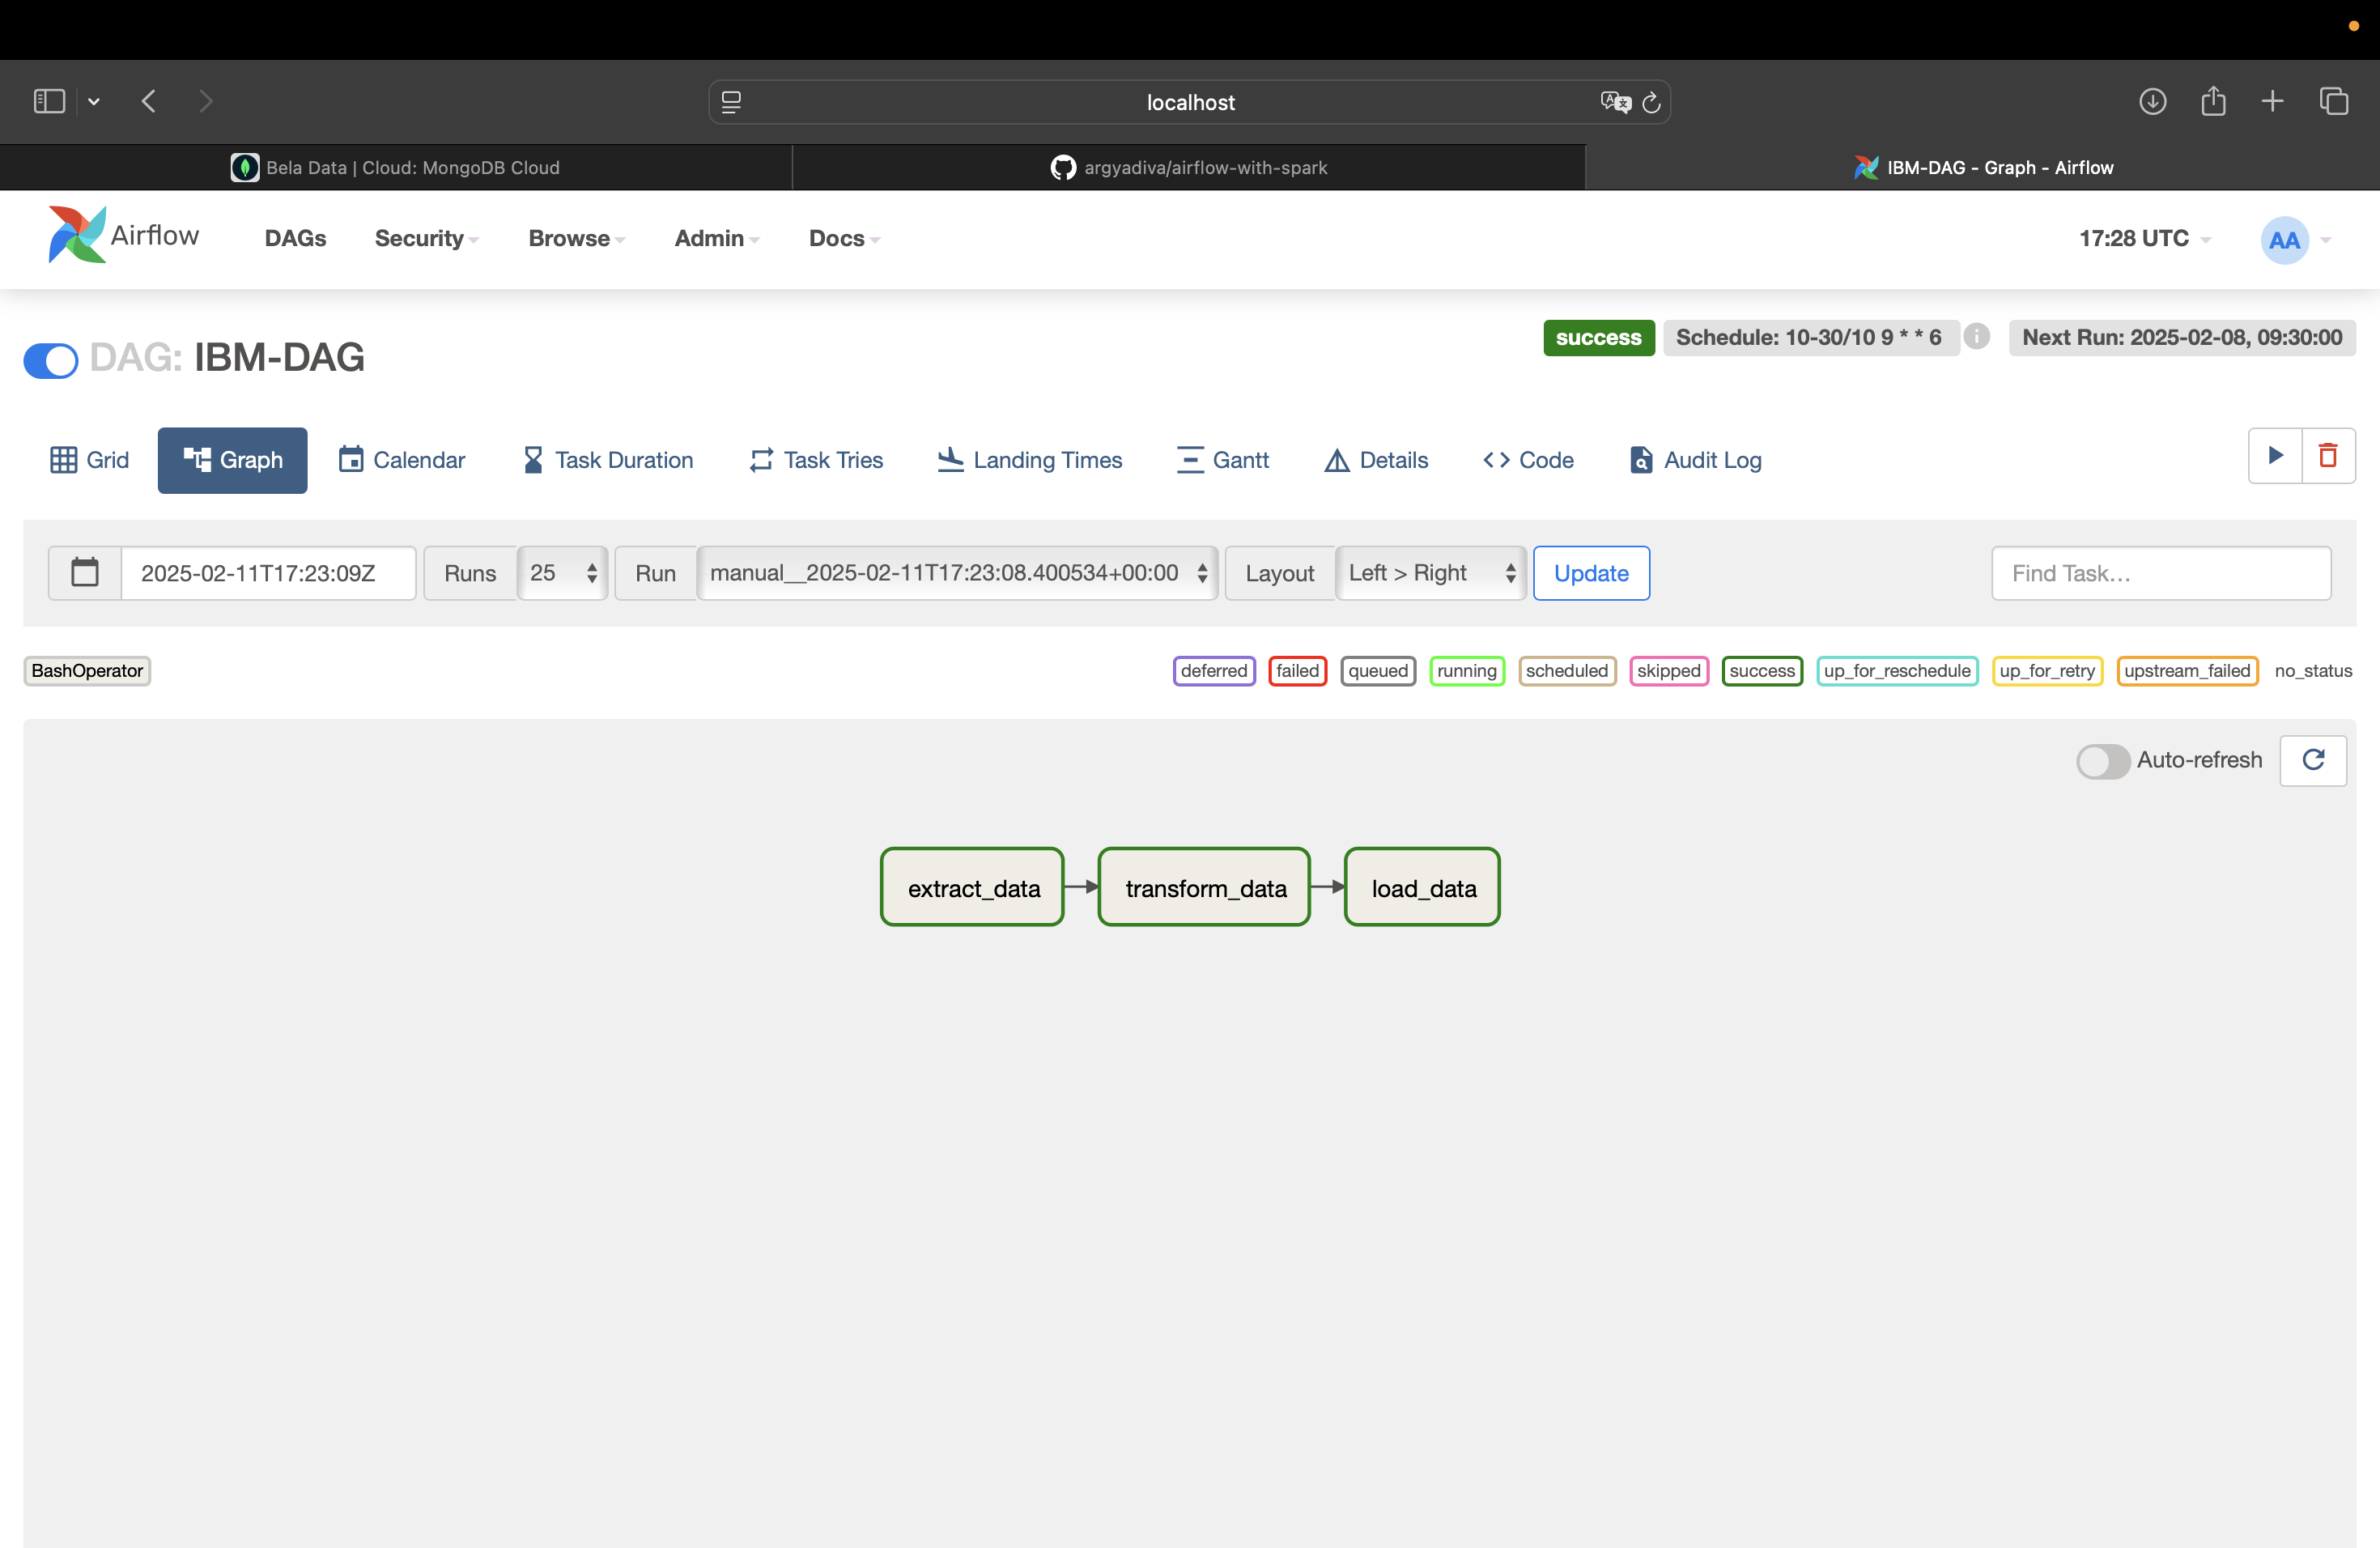 localhost
Bela Data | Cloud: MongoDB Cloud
argyadiva/airflow-with-spark
IBM-DAG - Graph - Airflow
Airflow DAGs Security Browse Admin Docs 17:28 UTC AA
DAG: IBM-DAG
success Schedule: 10-30/10 9 * * 6 i Next Run: 2025-02-08, 09:30:00
Grid Graph Calendar Task Duration Task Tries Landing Times Gantt Details Code Audit Log
2025-02-11T17:23:09Z Runs 25 Run manual__2025-02-11T17:23:08.400534+00:00 Layout Left > Right Update Find Task...
BashOperator deferred failed queued running scheduled skipped success up_for_reschedule up_for_retry upstream_failed no_status
Auto-refresh
extract_data transform_data load_data